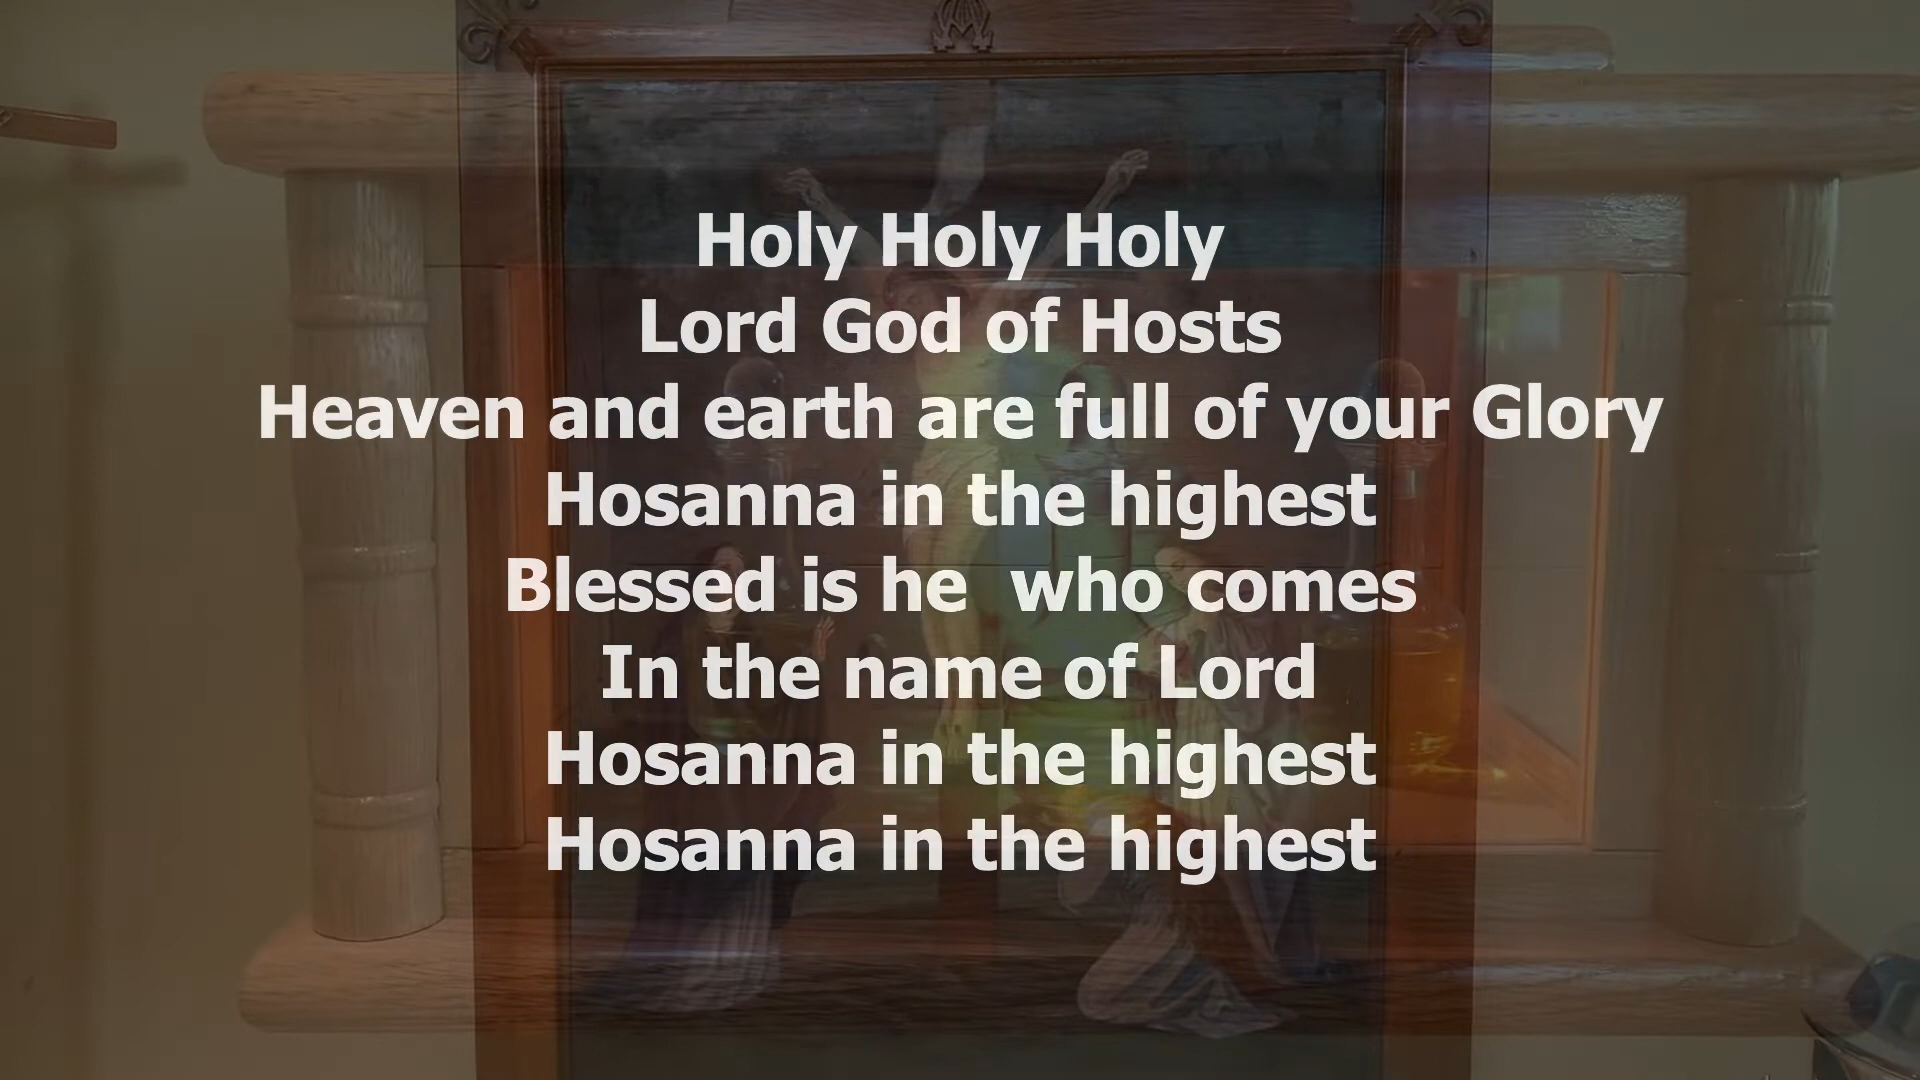 Holy Holy Holy
Lord God of Hosts
Heaven and earth are full of your Glory
Hosanna in the highest
Blessed is he  who comes
In the name of Lord
Hosanna in the highest
Hosanna in the highest